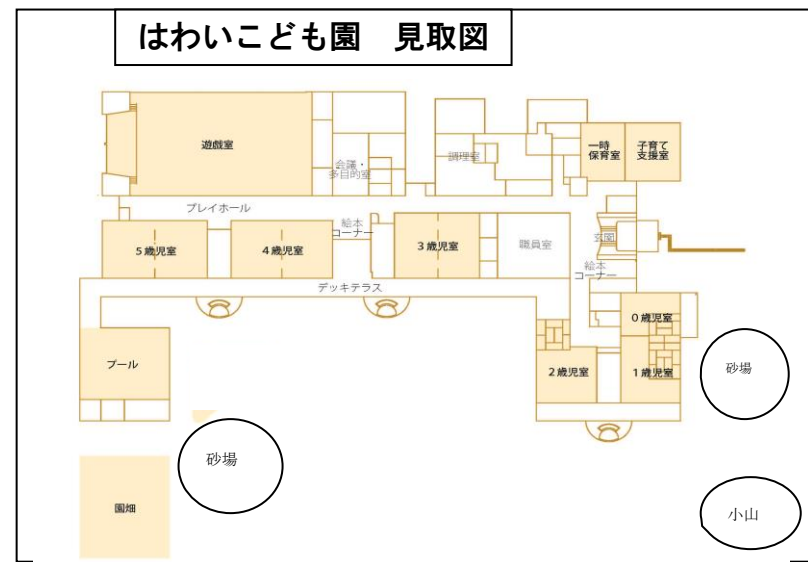 はわいこども園　見取図
遊戯室
会議・
多目的室
調理室
一時
保育室
子育て
支援室
プレイホール
絵本
コーナー
5歳児室
4歳児室
3歳児室
職員室
玄関
絵本
コーナー
デッキテラス
0歳児室
プール
2歳児室
1歳児室
砂場
砂場
園畑
小山